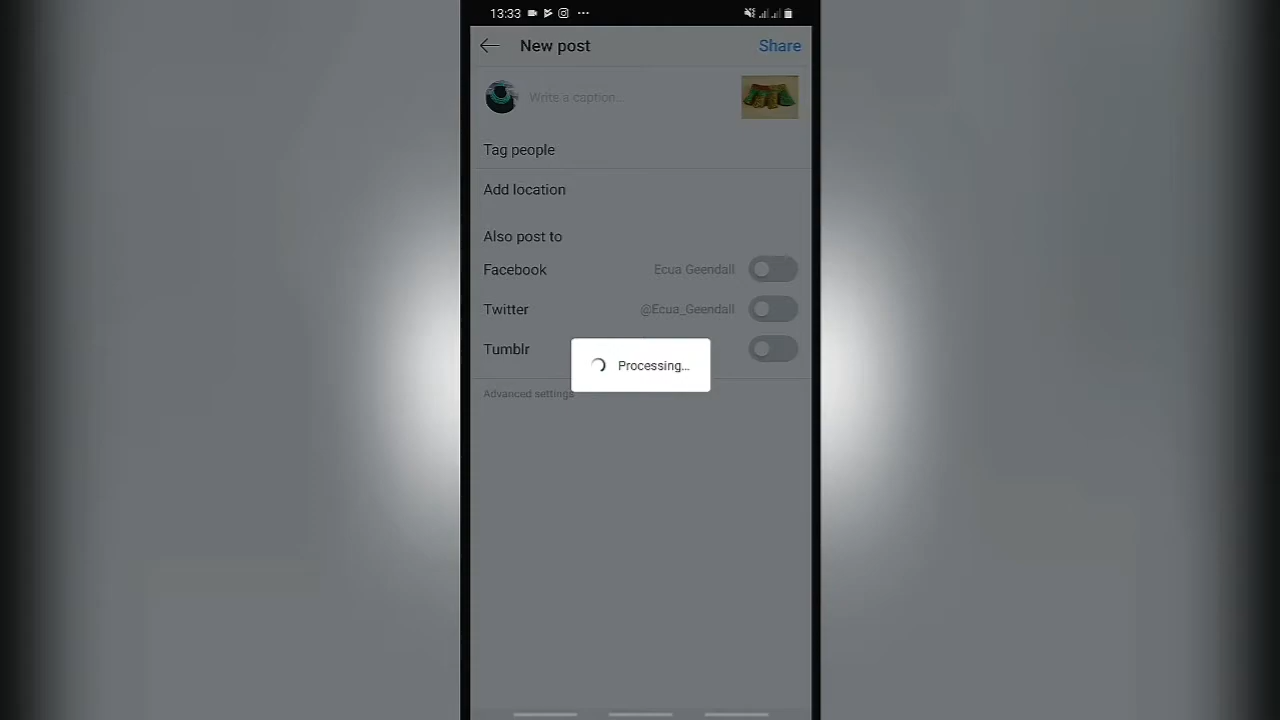 13:33
New post
Share
Write a caption...
Tag people
Add location
Also post to
Facebook
Ecua Geendall
Twitter
@Ecua_Geendall
Tumblr
Processing...
Advanced settings